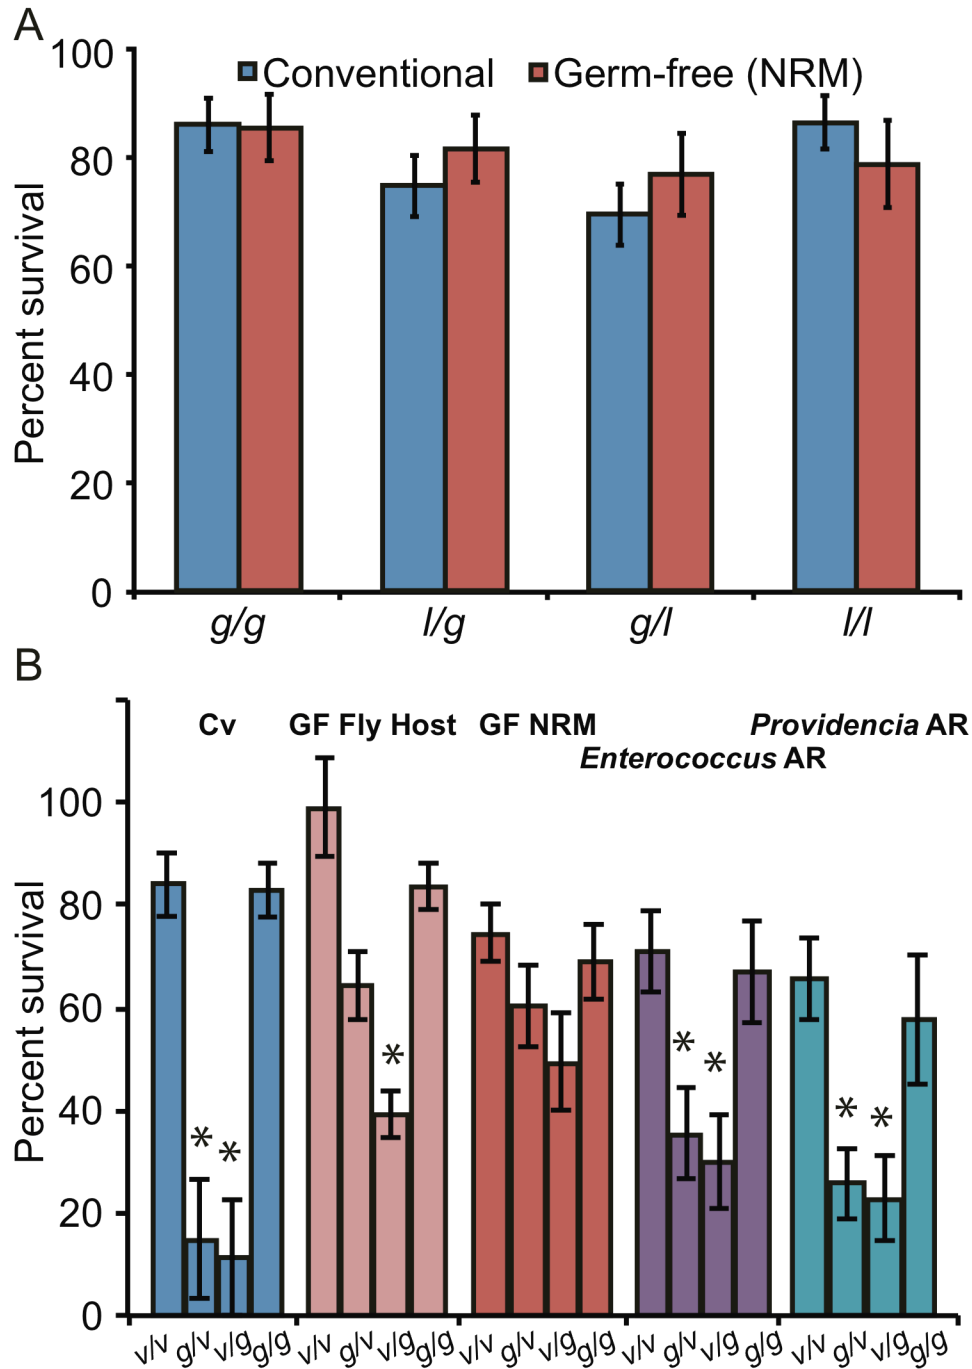 A
100
80
60
40
20
0
Percent survival
Conventional Germ-free (NRM)
g/g l/g g/l l/l
B
Cv GF Fly Host GF NRM Providencia AR
Enterococcus AR
100
80
60
40
20
0
Percent survival
* * * * * * *
v/v g/v v/g g/g v/v g/v v/g g/g v/v g/v v/g g/g v/v g/v v/g g/g v/v g/v v/g g/g